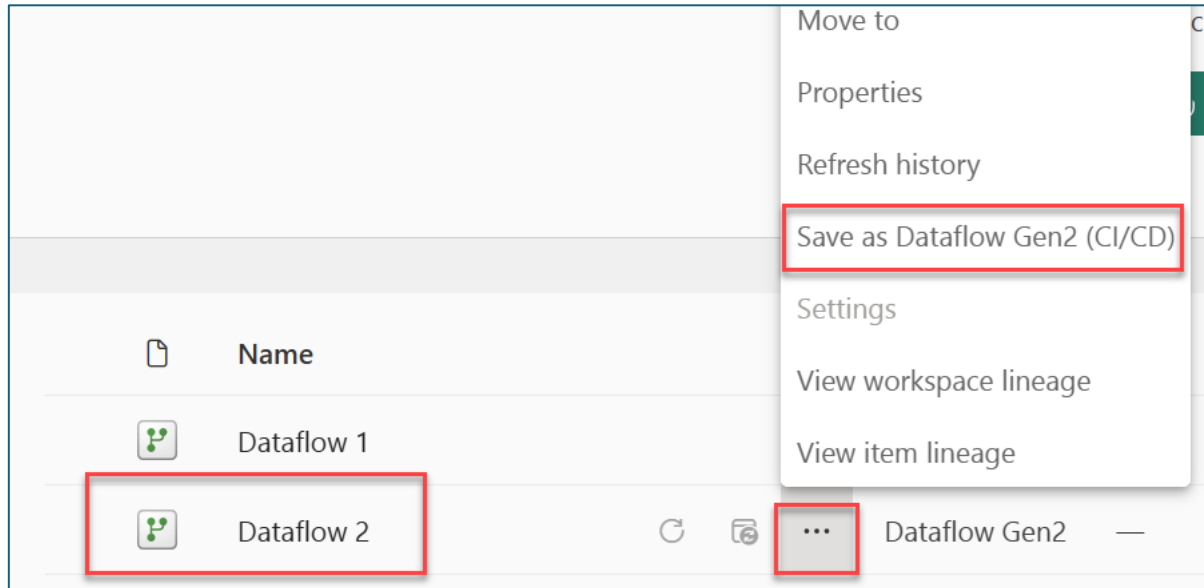 Move to
Properties
Refresh history
Save as Dataflow Gen2 (CI/CD)
Settings
View workspace lineage
View item lineage
Name
Dataflow 1
Dataflow 2
... Dataflow Gen2 —